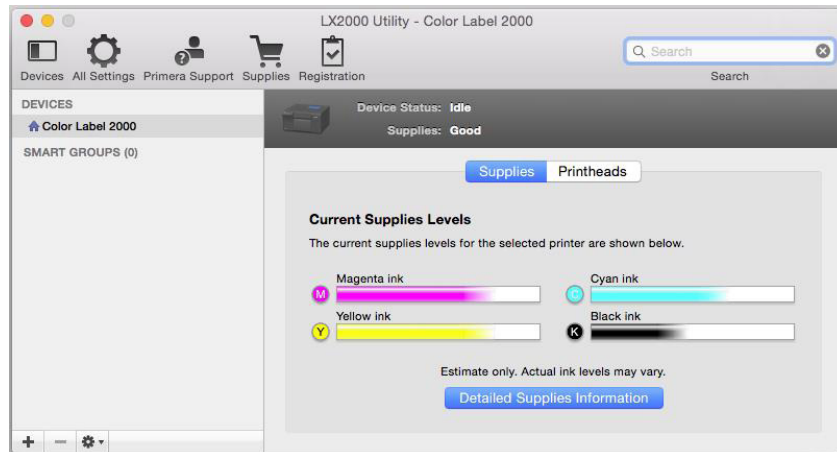 LX2000 Utility - Color Label 2000
Devices All Settings Primera Support Supplies Registration
Search
Search
DEVICES
Color Label 2000
SMART GROUPS (0)
Device Status: Idle
Supplies: Good
Supplies Printheads
Current Supplies Levels
The current supplies levels for the selected printer are shown below.
Magenta ink
M
Cyan ink
C
Yellow ink
Y
Black ink
K
Estimate only. Actual ink levels may vary.
Detailed Supplies Information